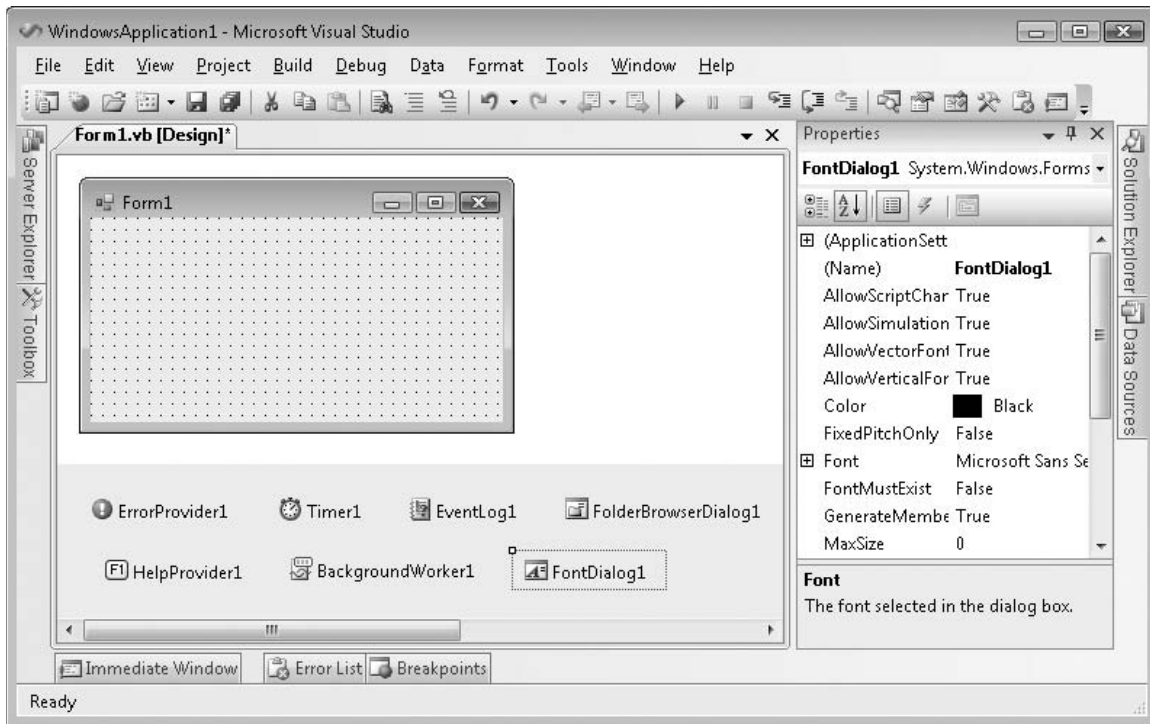 WindowsApplication1 - Microsoft Visual Studio
File Edit View Project Build Debug Data Format Tools Window Help
Server Explorer
Toolbox
Form1.vb [Design]*
Form1
ErrorProvider1 Timer1 EventLog1 FolderBrowserDialog1
F1 HelpProvider1 BackgroundWorker1 A FontDialog1
Immediate Window Error List Breakpoints
Ready
Properties
FontDialog1 System.Windows.Forms
A Z
(ApplicationSett
(Name) FontDialog1
AllowScriptChar True
AllowSimulation True
AllowVectorFont True
AllowVerticalFor True
Color Black
FixedPitchOnly False
Font Microsoft Sans Se
FontMustExist False
GenerateMembe True
MaxSize 0
Font
The font selected in the dialog box.
Solution Explorer
Data Sources